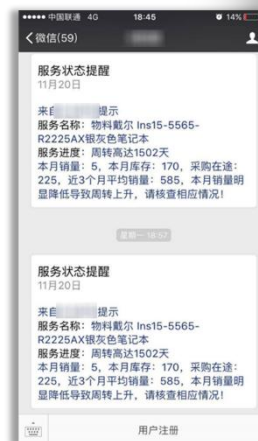 中国联通 4G 18:45 14%
微信(59)
服务状态提醒
11月20日
来自 提示
服务名称：物料戴尔 Ins15-5565-
R2225AX银灰色笔记本
服务进度：周转高达1502天
本月销量：5，本月库存：170，采购在途：
225，近3个月平均销量：585，本月销量明
显降低导致周转上升，请核查相应情况！
星期一 18:57
服务状态提醒
11月20日
来自 提示
服务名称：物料戴尔 Ins15-5565-
R2225AX银灰色笔记本
服务进度：周转高达1502天
本月销量：5，本月库存：170，采购在途：
225，近3个月平均销量：585，本月销量明
显降低导致周转上升，请核查相应情况！
用户注册